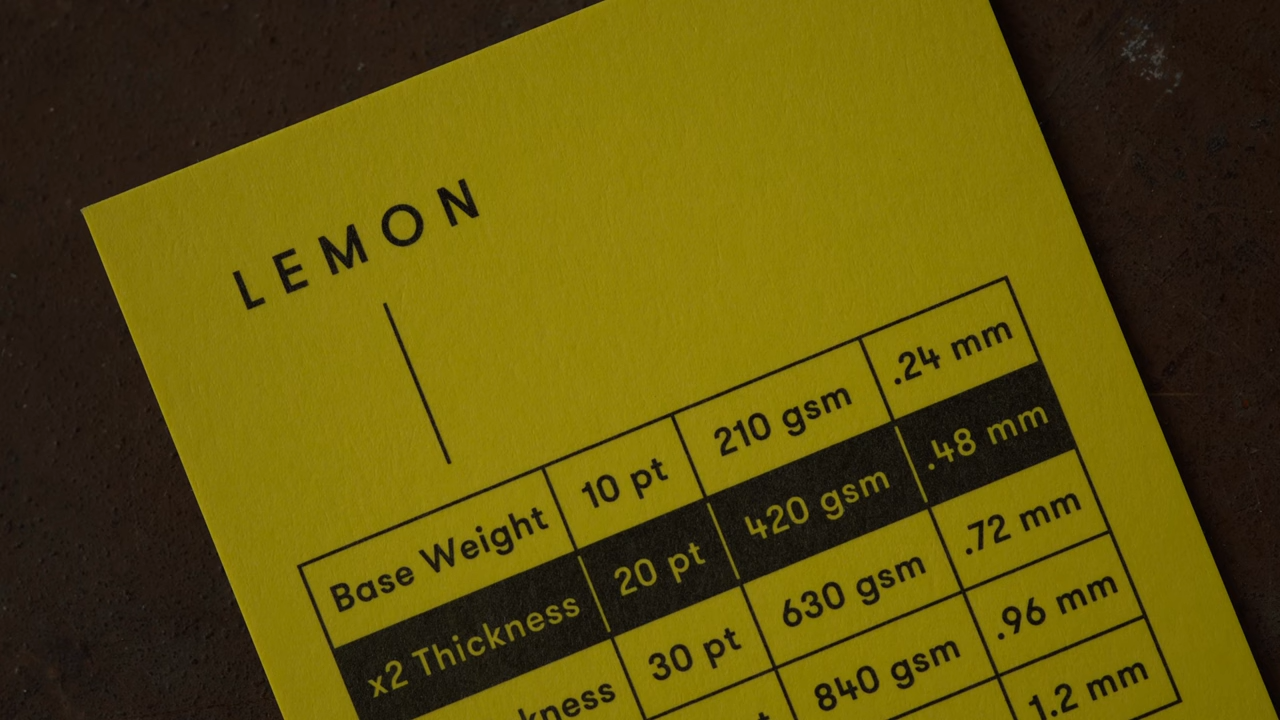 LEMON
Base Weight 10 pt 210 gsm .24 mm
x2 Thickness 20 pt 420 gsm .48 mm
30 pt 630 gsm .72 mm
840 gsm .96 mm
1.2 mm